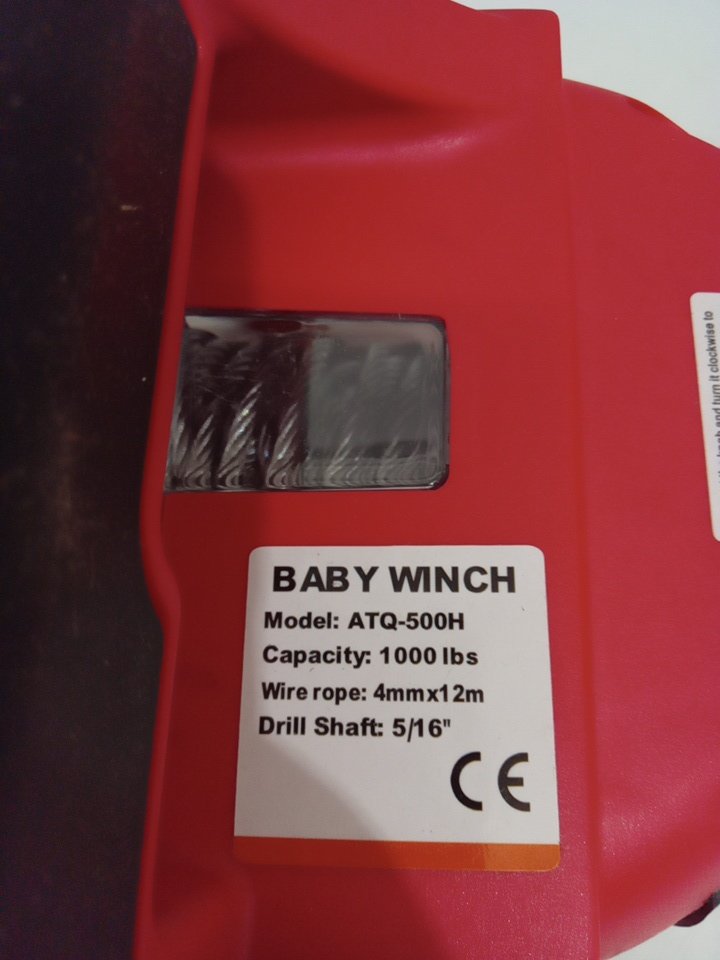 BABY WINCH
Model: ATQ-500H
Capacity: 1000 lbs
Wire rope: 4mmx12m
Drill Shaft: 5/16"
CE
and turn it clockwise to